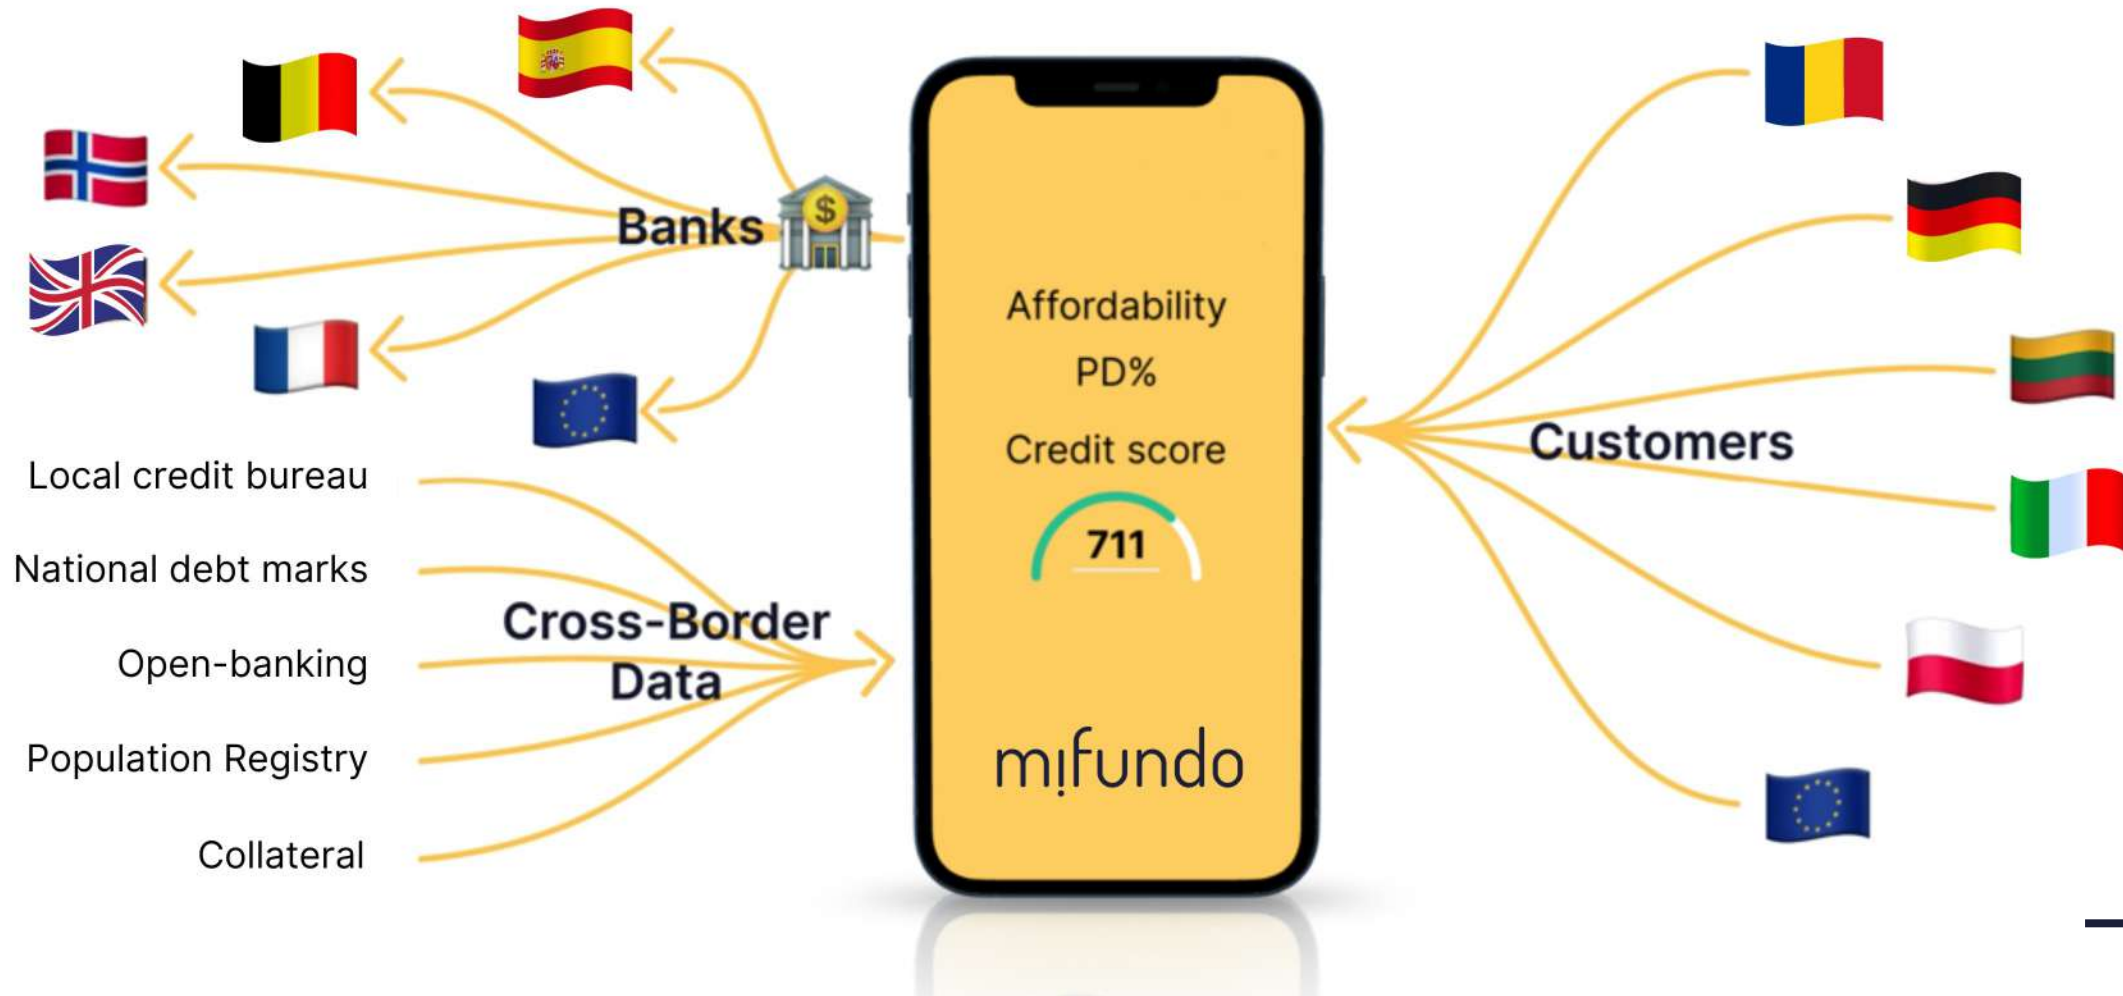 Banks
$
Affordability
PD%
Credit score
711
mifundo
Local credit bureau
National debt marks
Open-banking
Population Registry
Collateral
Cross-Border
Data
Customers